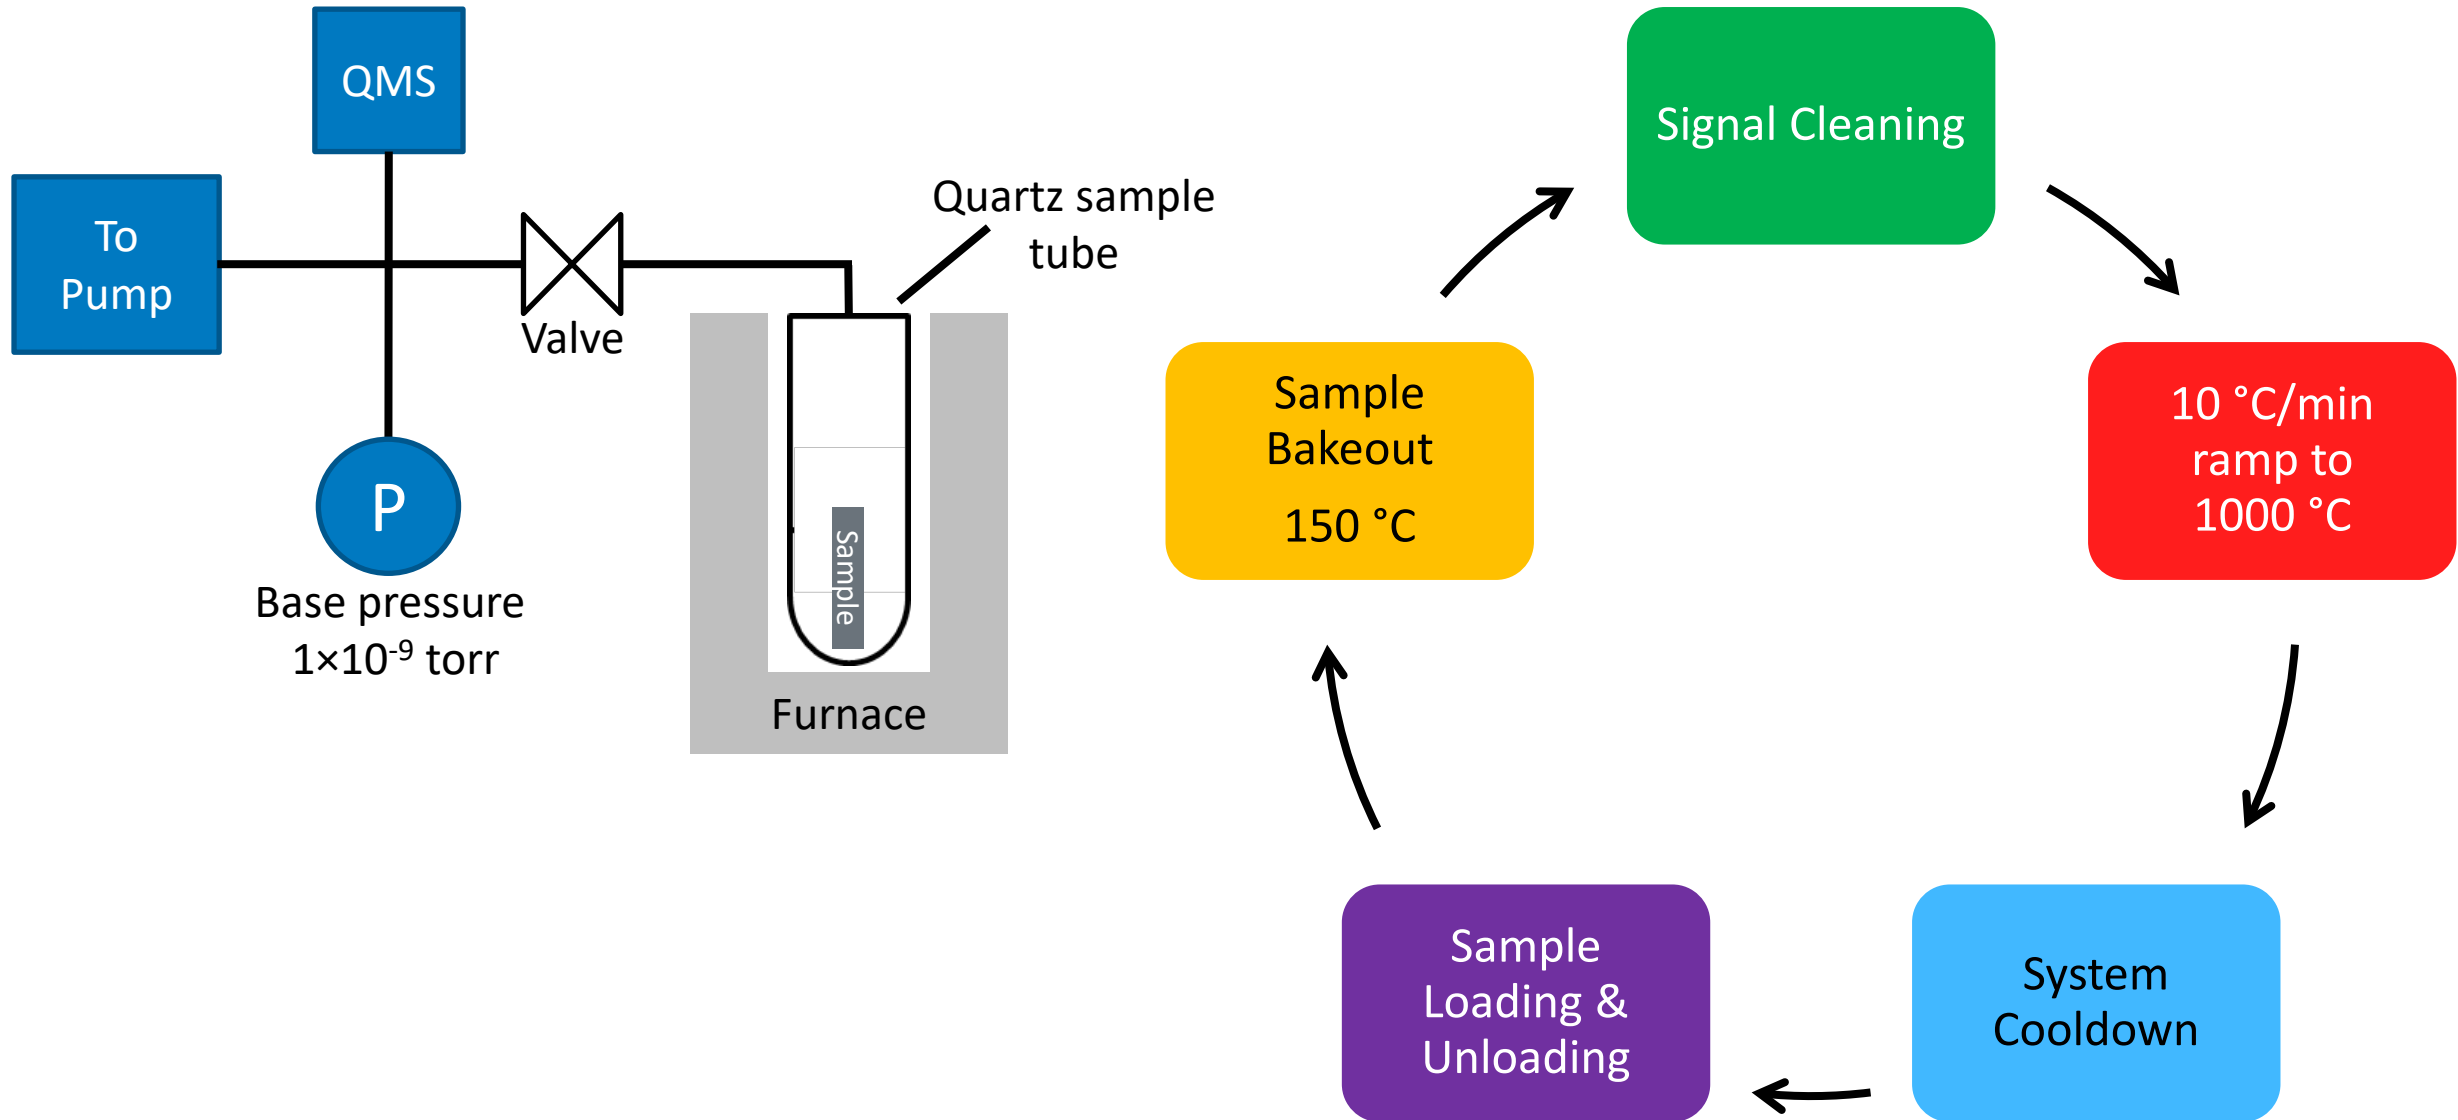 QMS
To
Pump
Valve
Quartz sample
tube
P
Base pressure
1×10⁻⁹ torr
Sample
Furnace
Signal Cleaning
10 °C/min
ramp to
1000 °C
System
Cooldown
Sample
Loading &
Unloading
Sample
Bakeout
150 °C